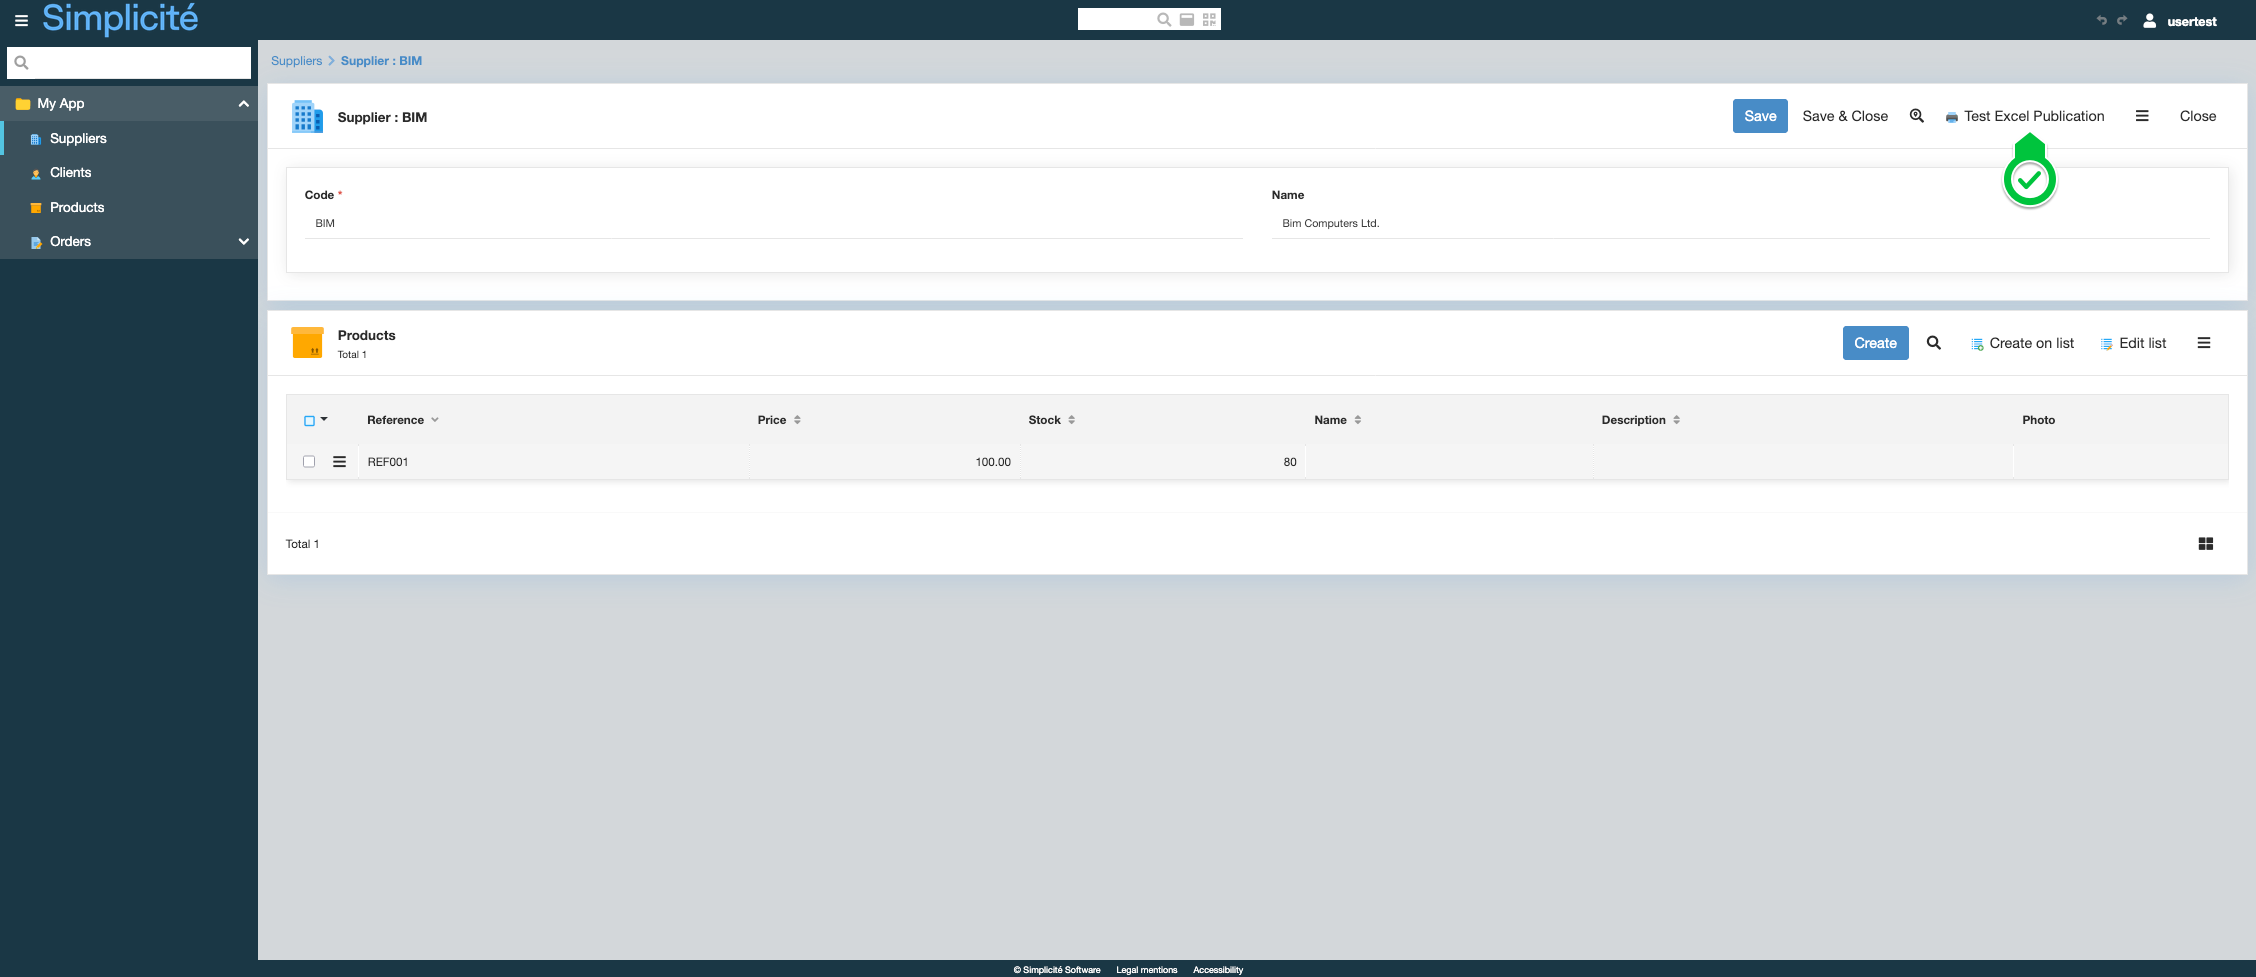 Simplicité
usertest
My App
Suppliers
Clients
Products
Orders
Suppliers Supplier : BIM
Supplier : BIM
Save Save & Close Test Excel Publication Close
Code * Name
BIM Bim Computers Ltd.
Products
Total 1
Create Create on list Edit list
Reference Price Stock Name Description Photo
REF001 100.00 80
Total 1
© Simplicité Software Legal mentions Accessibility